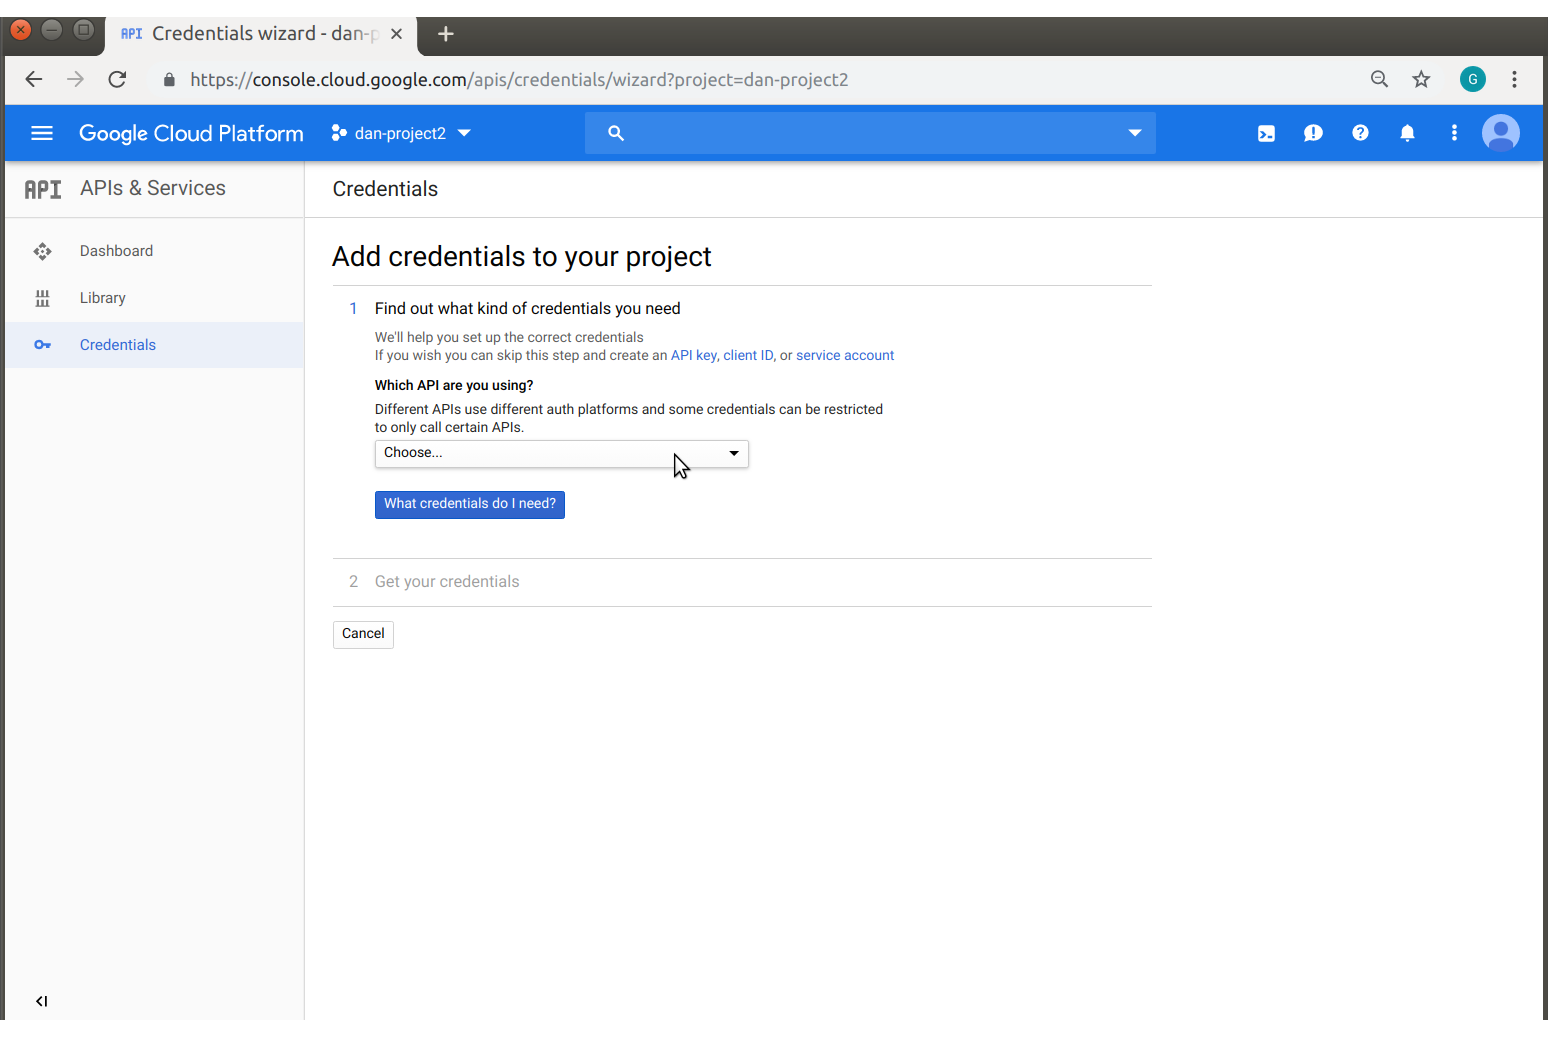 API Credentials wizard - dan-p
https://console.cloud.google.com/apis/credentials/wizard?project=dan-project2
G
Google Cloud Platform
dan-project2
API APIs & Services
Credentials
Dashboard
Library
Credentials
Add credentials to your project
1 Find out what kind of credentials you need
We'll help you set up the correct credentials
If you wish you can skip this step and create an API key, client ID, or service account
Which API are you using?
Different APIs use different auth platforms and some credentials can be restricted
to only call certain APIs.
Choose...
What credentials do I need?
2 Get your credentials
Cancel